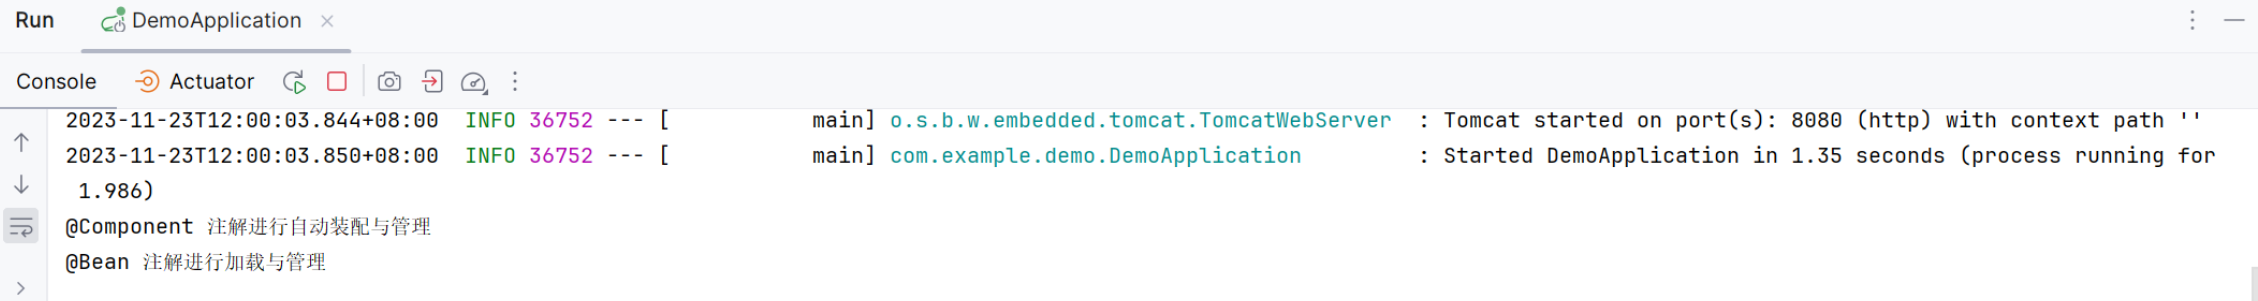 Run DemoApplication
Console Actuator
2023-11-23T12:00:03.844+08:00  INFO 36752 --- [           main] o.s.b.w.embedded.tomcat.TomcatWebServer  : Tomcat started on port(s): 8080 (http) with context path ''
2023-11-23T12:00:03.850+08:00  INFO 36752 --- [           main] com.example.demo.DemoApplication         : Started DemoApplication in 1.35 seconds (process running for
1.986)
@Component 注解进行自动装配与管理
@Bean 注解进行加载与管理